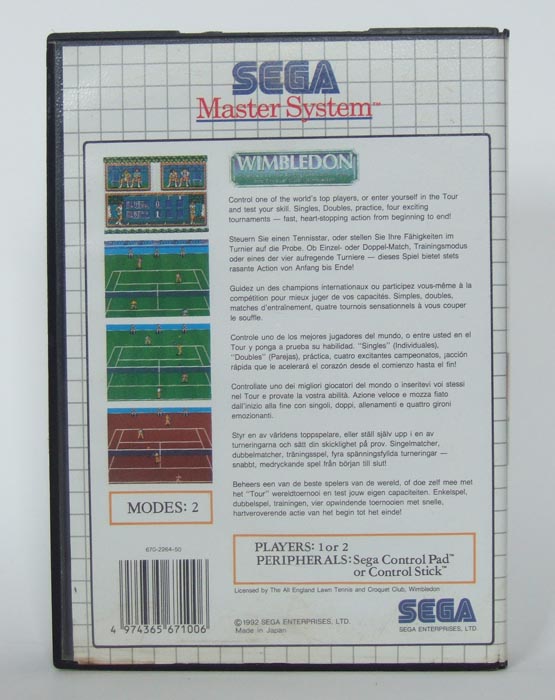 SEGA
Master System™
WIMBLEDON
Control one of the world's top players, or enter yourself in the Tour
and test your skill. Singles, Doubles, practice, four exciting
tournaments — fast, heart-stopping action from beginning to end!
Steuern Sie einen Tennisstar, oder stellen Sie Ihre Fähigkeiten im
Turnier auf die Probe. Ob Einzel- oder Doppel-Match, Trainingsmodus
oder eines der vier aufregende Turniere — dieses Spiel bietet stets
rasante Action von Anfang bis Ende!
Guidez un des champions internationaux ou participez vous-même à la
compétition pour mieux juger de vos capacités. Simples, doubles,
matches d'entraînement, quatre tournois sensationnels à vous couper
le souffle.
Controle uno de los mejores jugadores del mundo, o entre usted en el
Tour y ponga a prueba su habilidad. "Singles" (Individuales),
"Doubles" (Parejas), práctica, cuatro excitantes campeonatos, ¡acción
rápida que le acelerará el corazón desde el comienzo hasta el fin!
Controllate uno dei migliori giocatori del mondo o inseritevi voi stessi
nel Tour e provate la vostra abilità. Azione veloce e mozza fiato
dall'inizio alla fine con singoli, doppi, allenamenti e quattro gironi
emozionanti.
Styr en av världens toppspelare, eller ställ själv upp i en av
turneringarna och sätt din skicklighet på prov. Singelmatcher,
dubbelmatcher, träningsspel, fyra spänningsfyllda turneringar —
snabbt, medryckande spel från början till slut!
Beheers een van de beste spelers van de wereld, of doe zelf mee met
het "Tour" wereldtoernooi en test jouw eigen capaciteiten. Enkelspel,
dubbelspel, trainingen, vier opwindende toernooien met snelle,
hartveroverende actie van het begin tot het einde!
MODES: 2
PLAYERS: 1 or 2
PERIPHERALS: Sega Control Pad™
or Control Stick™
670-2264-50
Licensed by The All England Lawn Tennis and Croquet Club, Wimbledon
4 974365 671006
©1992 SEGA ENTERPRISES, LTD.
Made in Japan
SEGA
SEGA ENTERPRISES, LTD.